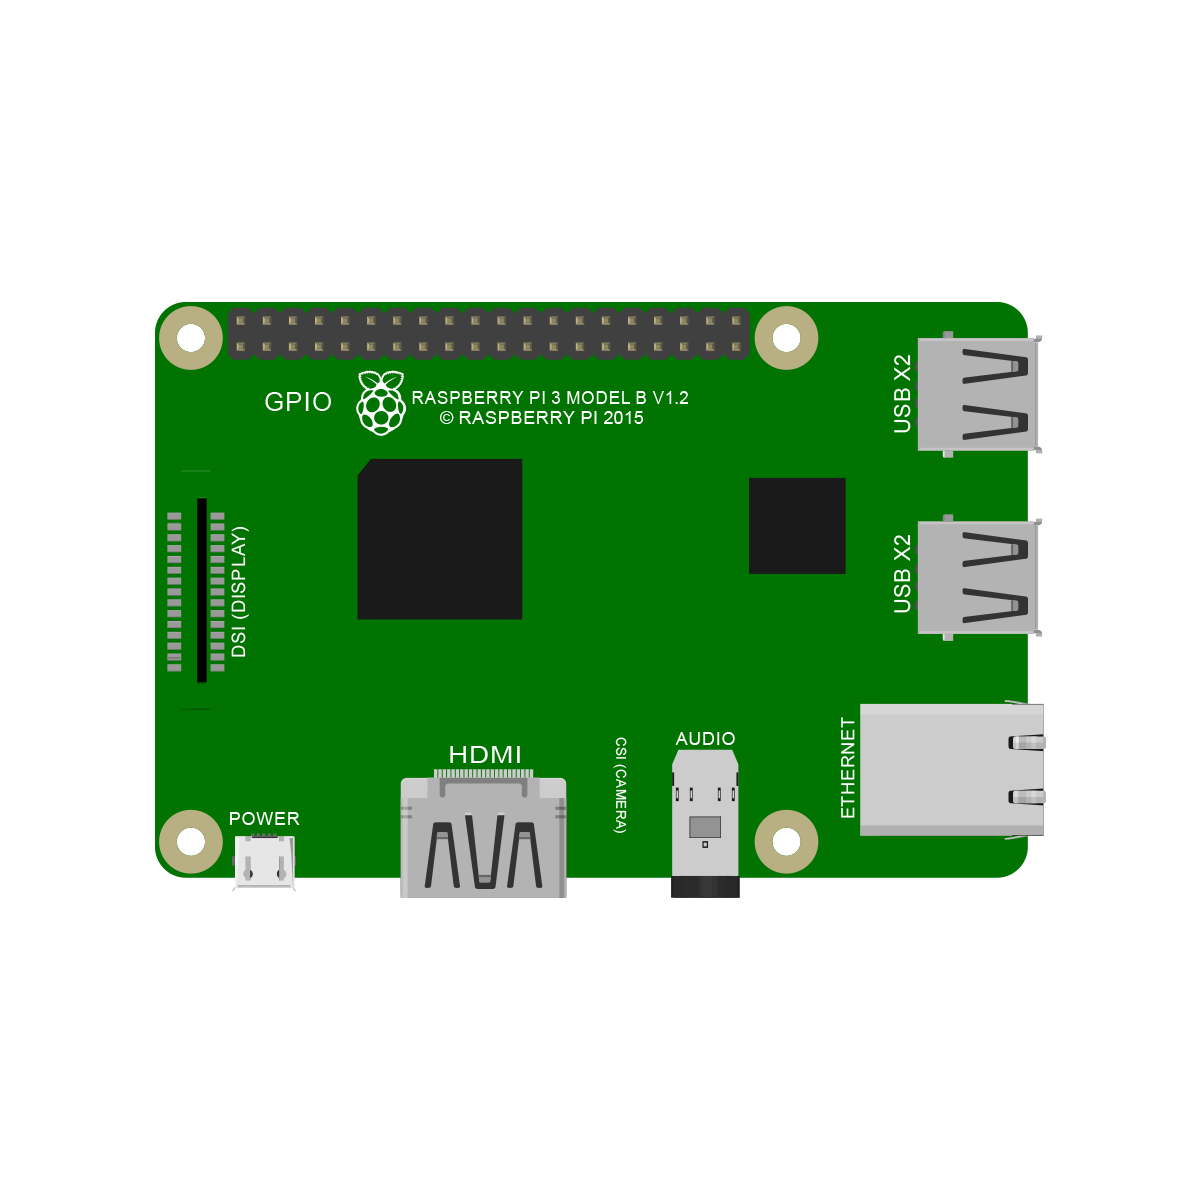 GPIO
RASPBERRY PI 3 MODEL B V1.2
© RASPBERRY PI 2015
USB X2
DSI (DISPLAY)
USB X2
HDMI
CSI (CAMERA)
AUDIO
ETHERNET
POWER